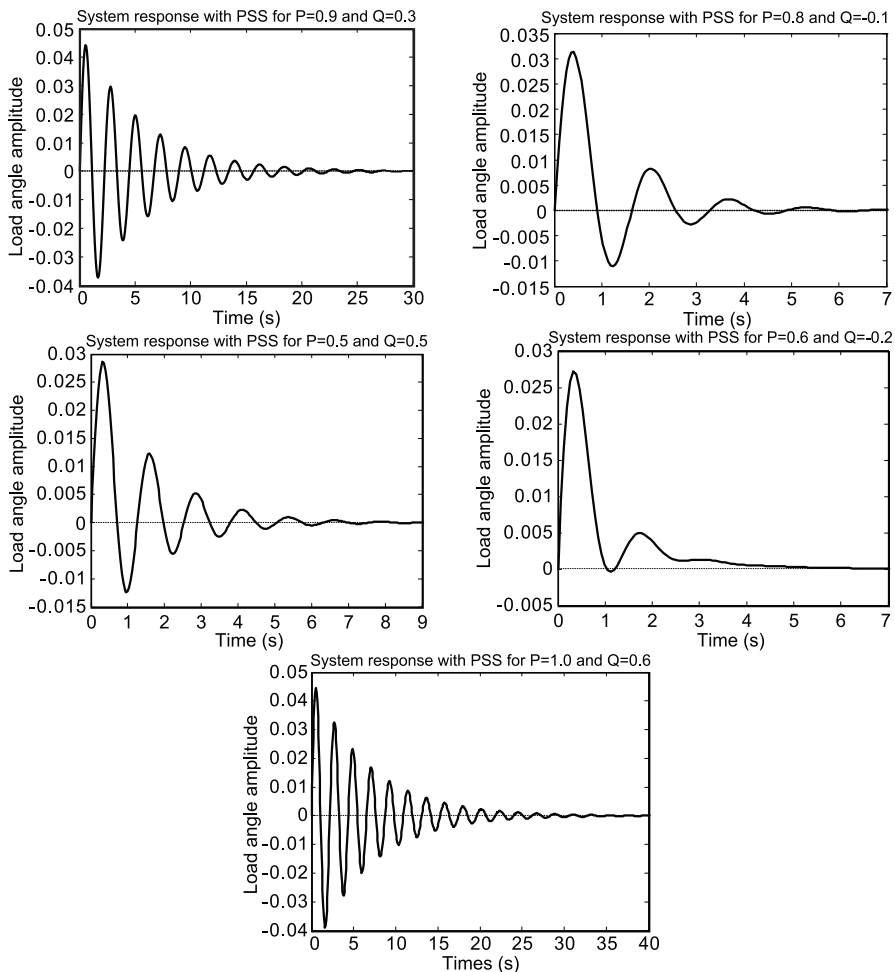 System response with PSS for P=0.9 and Q=0.3
0.05
0.04
0.03
0.02
0.01
0
-0.01
-0.02
-0.03
-0.04
Load angle amplitude
0 5 10 15 20 25 30
Time (s)
System response with PSS for P=0.8 and Q=-0.1
0.035
0.03
0.025
0.02
0.015
0.01
0.005
0
-0.005
-0.01
-0.015
Load angle amplitude
0 1 2 3 4 5 6 7
Time (s)
System response with PSS for P=0.5 and Q=0.5
0.03
0.025
0.02
0.015
0.01
0.005
0
-0.005
-0.01
-0.015
Load angle amplitude
0 1 2 3 4 5 6 7 8 9
Time (s)
System response with PSS for P=0.6 and Q=-0.2
0.03
0.025
0.02
0.015
0.01
0.005
0
-0.005
Load angle amplitude
0 1 2 3 4 5 6 7
Time (s)
System response with PSS for P=1.0 and Q=0.6
0.05
0.04
0.03
0.02
0.01
0
-0.01
-0.02
-0.03
-0.04
Load angle amplitude
0 5 10 15 20 25 30 35 40
Times (s)